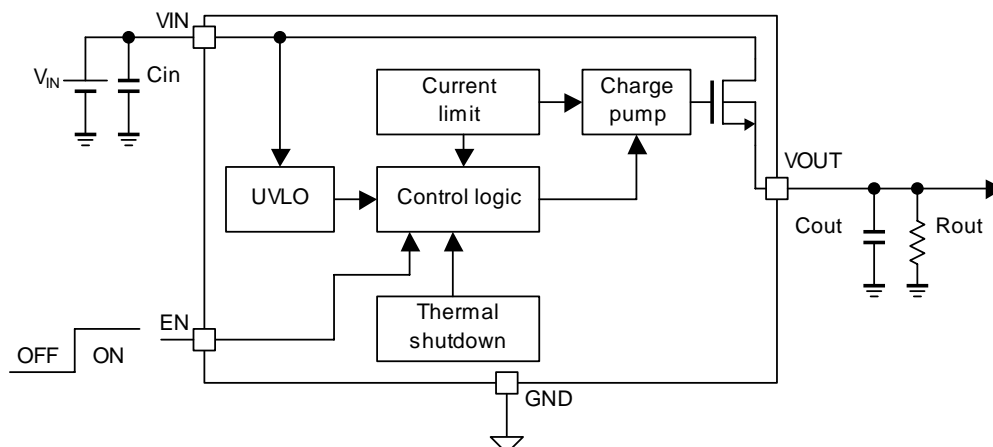 VIN
VIN
Cin
Current
limit
Charge
pump
VOUT
UVLO
Control logic
Cout
Rout
EN
Thermal
shutdown
OFF
ON
GND